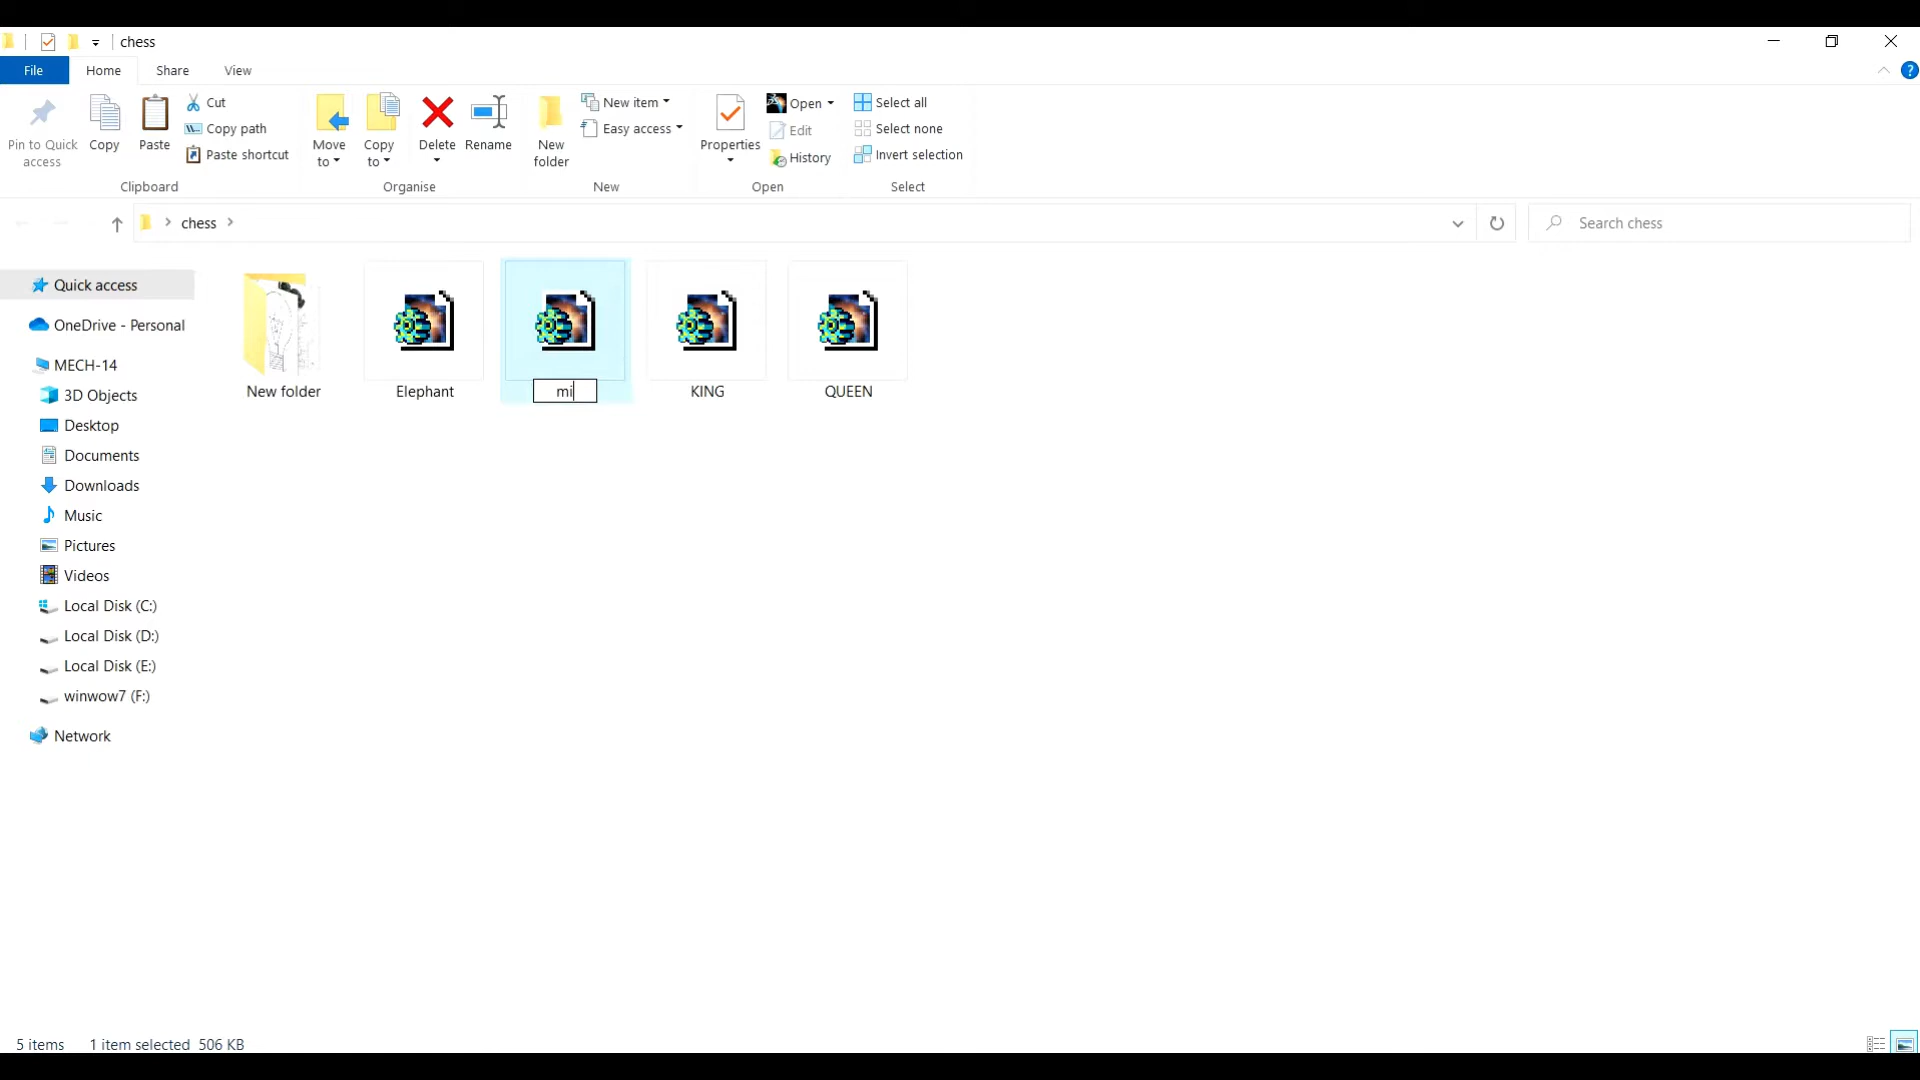 chess
File
Home
Share
View
Pin to Quick
access
Copy
Paste
Cut
Copy path
Paste shortcut
Clipboard
Move
to
Copy
to
Delete
Rename
Organise
New
folder
New item
Easy access
New
Properties
Open
Edit
History
Open
Select all
Select none
Invert selection
Select
chess
Search chess
Quick access
OneDrive - Personal
MECH-14
3D Objects
Desktop
Documents
Downloads
Music
Pictures
Videos
Local Disk (C:)
Local Disk (D:)
Local Disk (E:)
winwow7 (F:)
Network
New folder
Elephant
mi
KING
QUEEN
5 items
1 item selected 506 KB